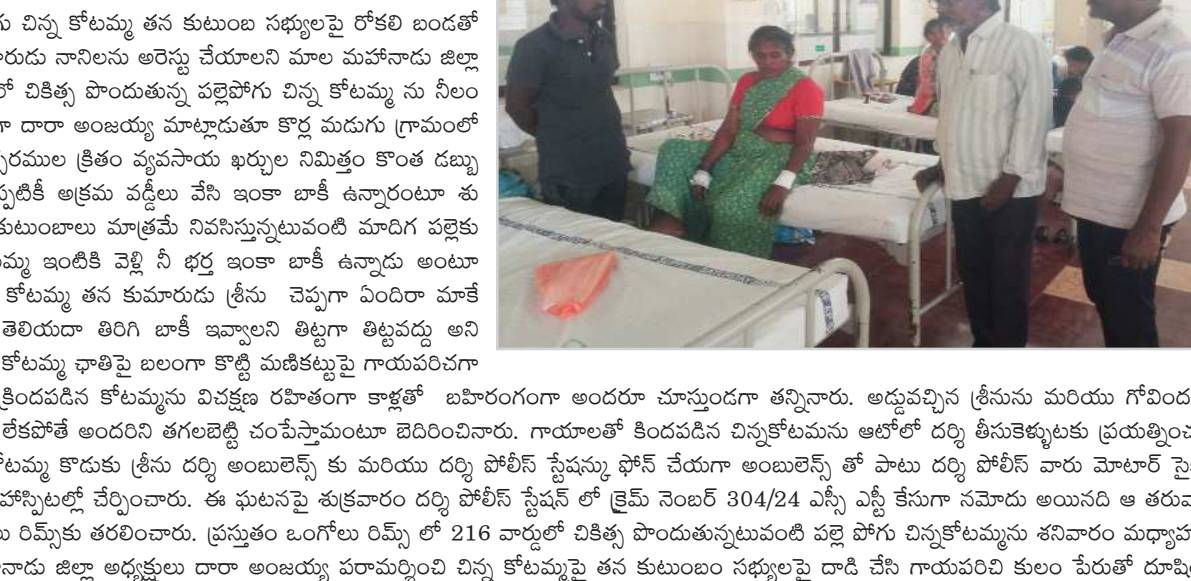 చిన్న కోటమ్మ తన కుటుంబ సభ్యులపై రోకలి బండతో
నానిలను అరెస్టు చేయాలని మాల మహానాడు జిల్లా
చికిత్స పొందుతున్న పల్లెపోగు చిన్న కోటమ్మ ను నీలం
దారా అంజయ్య మాట్లాడుతూ కొర్ల మడుగు గ్రామంలో
క్రితం వ్యవసాయ ఖర్చుల నిమిత్తం కొంత డబ్బు
అక్రమ వడ్డీలు వేసి ఇంకా బాకీ ఉన్నారంటూ శు
కుటుంబాలు మాత్రమే నివసిస్తున్నటువంటి మాదిగ పల్లెకు
ఇంటికి వెళ్లి నీ భర్త ఇంకా బాకీ ఉన్నాడు అంటూ
కోటమ్మ తన కుమారుడు శ్రీను చెప్పగా ఏందిరా మాకే
తెలియదా తిరిగి బాకీ ఇవ్వాలని తిట్టగా తిట్టవద్దు అని
కోటమ్మ ఛాతిపై బలంగా కొట్టి మణికట్టుపై గాయపరిచగా
క్రిందపడిన కోటమ్మను విచక్షణ రహితంగా కాళ్లతో బహిరంగంగా అందరూ చూస్తుండగా తన్నినారు. అడ్డువచ్చిన శ్రీనును మరియు గోవింద
లేకపోతే అందరిని తగలబెట్టి చంపేస్తామంటూ బెదిరించినారు. గాయాలతో కిందపడిన చిన్నకోటమను ఆటోలో దర్శి తీసుకెళ్ళుటకు ప్రయత్నించ
కొడుకు శ్రీను దర్శి అంబులెన్స్ కు మరియు దర్శి పోలీస్ స్టేషన్కు ఫోన్ చేయగా అంబులెన్స్ తో పాటు దర్శి పోలీస్ వారు మోటార్ సై
హాస్పిటల్లో చేర్పించారు. ఈ ఘటనపై శుక్రవారం దర్శి పోలీస్ స్టేషన్ లో క్రైమ్ నెంబర్ 304/24 ఎస్సీ ఎస్టీ కేసుగా నమోదు అయినది ఆ తరువా
రిమ్స్‌కు తరలించారు. ప్రస్తుతం ఒంగోలు రిమ్స్ లో 216 వార్డులో చికిత్స పొందుతున్నటువంటి పల్లె పోగు చిన్నకోటమ్మను శనివారం మధ్యాహ
జిల్లా అధ్యక్షులు దారా అంజయ్య పరామర్శించి చిన్న కోటమ్మపై తన కుటుంబం సభ్యులపై దాడి చేసి గాయపరిచి కులం పేరుతో దూషి